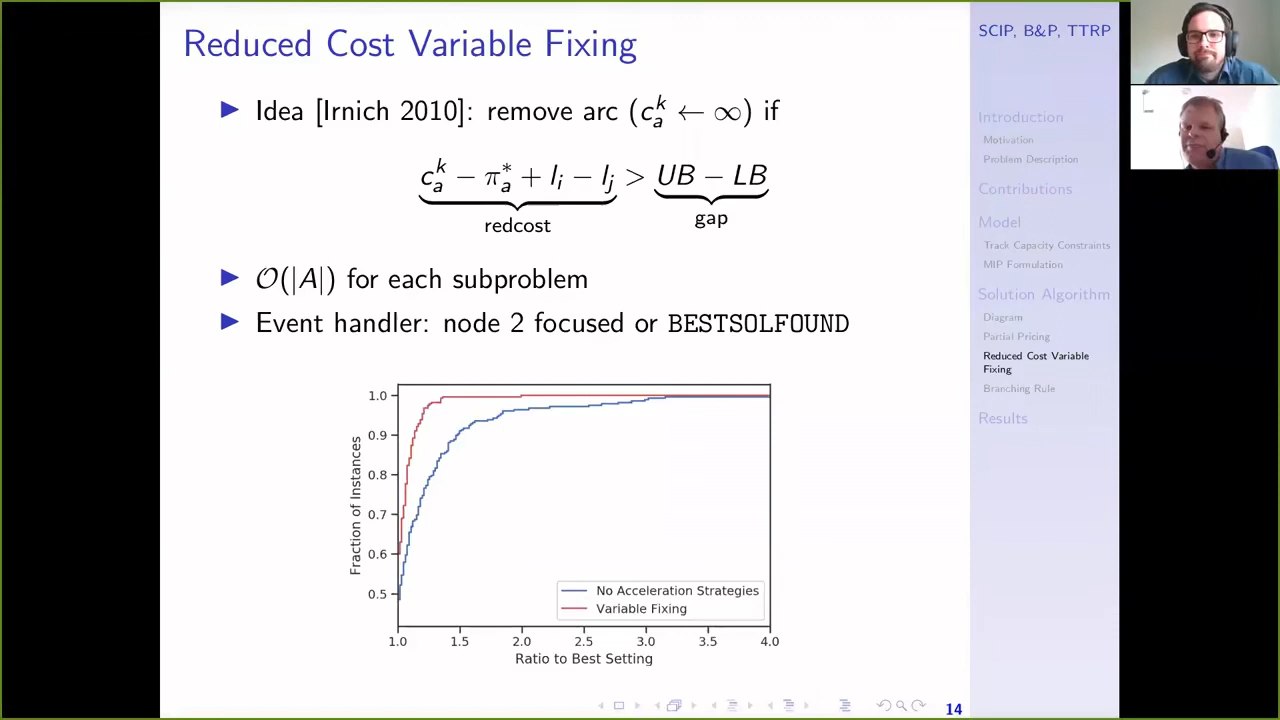 Reduced Cost Variable Fixing
▶ Idea [Irnich 2010]: remove arc (c_a^k ← ∞) if
c_a^k − π_a^* + l_i − l_j > UB − LB
redcost
gap
▶ O(|A|) for each subproblem
▶ Event handler: node 2 focused or BESTSOLFOUND
1.0
0.9
0.8
0.7
0.6
0.5
Fraction of Instances
No Acceleration Strategies
Variable Fixing
1.0 1.5 2.0 2.5 3.0 3.5 4.0
Ratio to Best Setting
14
SCIP, B&P, TTRP
Introduction
Motivation
Problem Description
Contributions
Model
Track Capacity Constraints
MIP Formulation
Solution Algorithm
Diagram
Partial Pricing
Reduced Cost Variable
Fixing
Branching Rule
Results